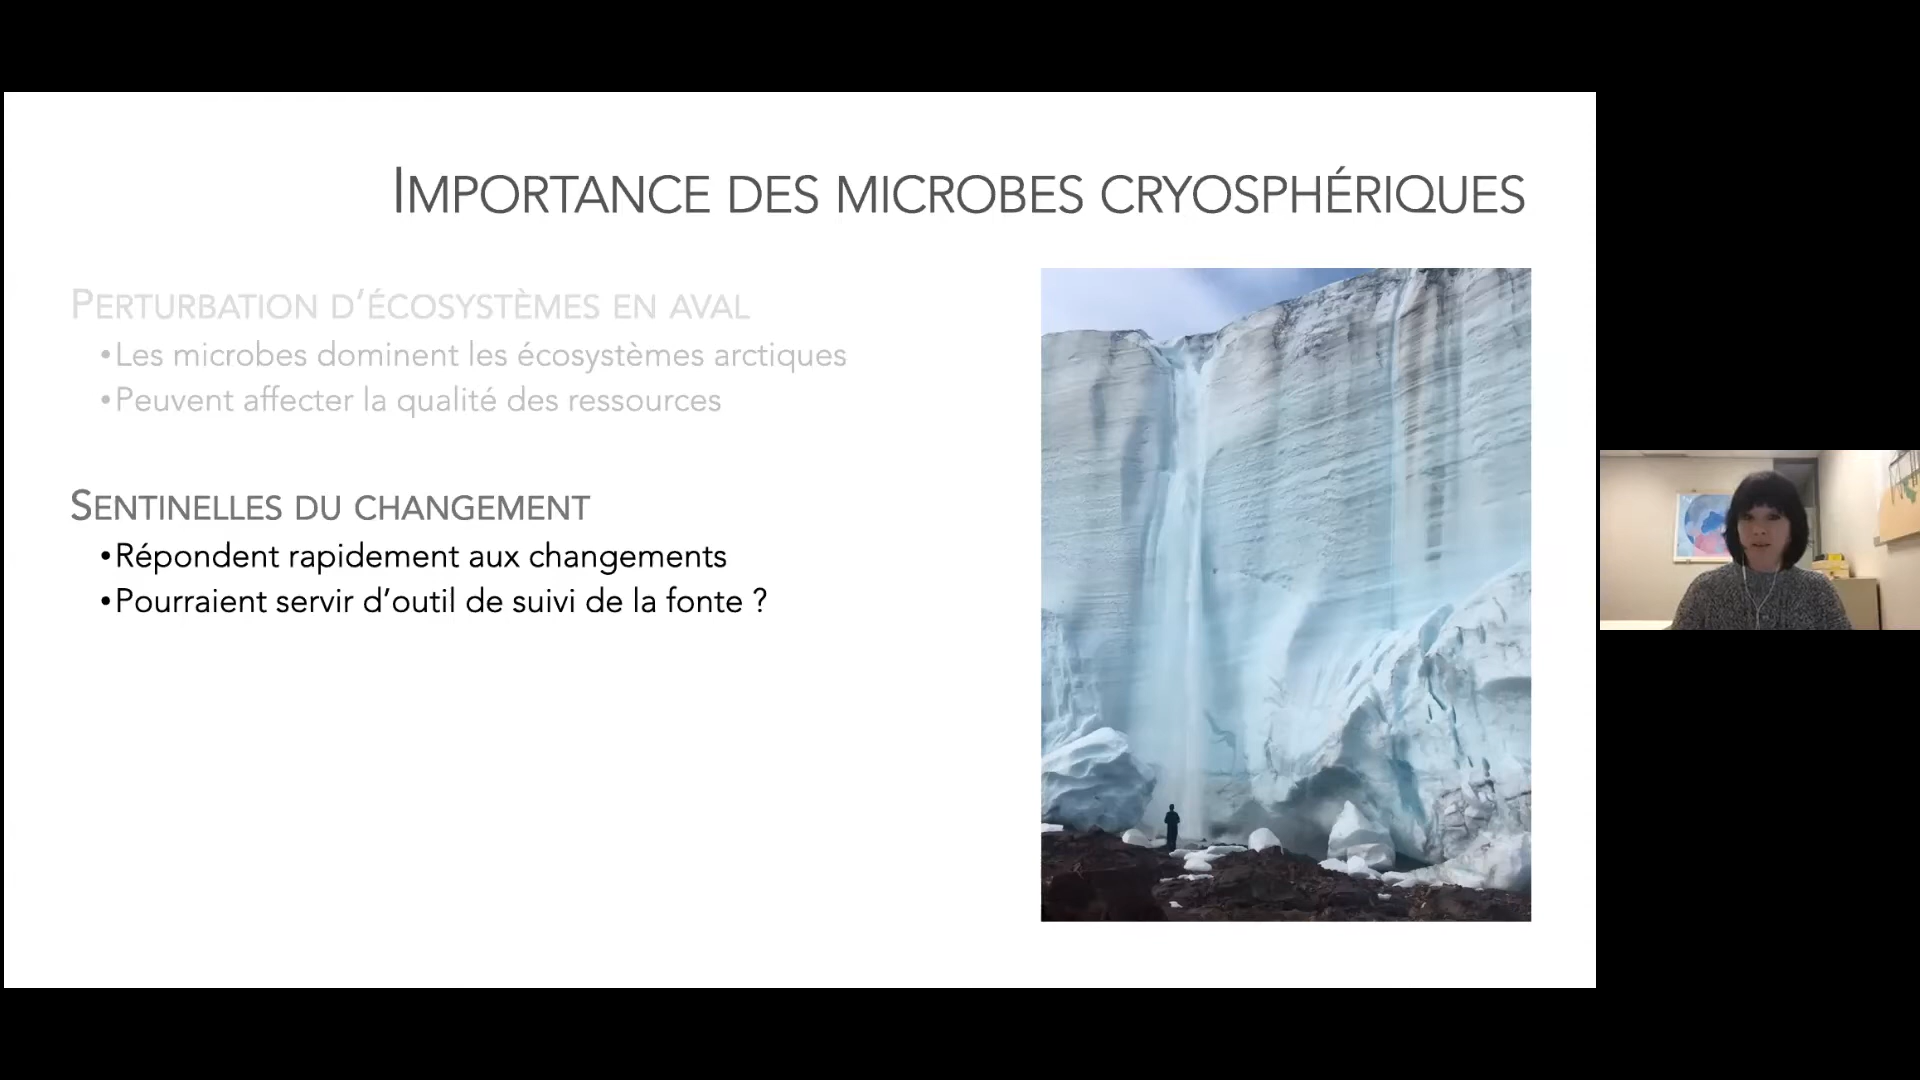 IMPORTANCE DES MICROBES CRYOSPHÉRIQUES
PERTURBATION D’ÉCOSYSTÈMES EN AVAL
•Les microbes dominent les écosystèmes arctiques
•Peuvent affecter la qualité des ressources
SENTINELLES DU CHANGEMENT
•Répondent rapidement aux changements
•Pourraient servir d’outil de suivi de la fonte ?